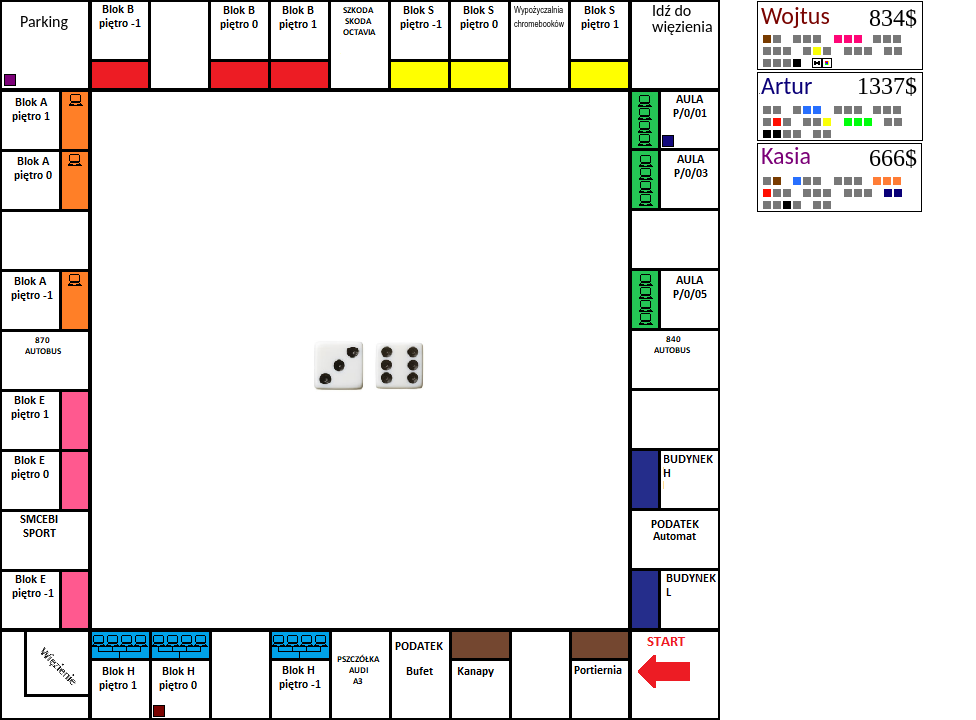 Parking
Blok B
piętro -1
Blok B
piętro 0
Blok B
piętro 1
SZKODA
SKODA
OCTAVIA
Blok S
piętro -1
Blok S
piętro 0
Wypożyczalnia
chromebooków
Blok S
piętro 1
Idź do
więzienia
Wojtus 834$
Artur 1337$
Kasia 666$
Blok A
piętro 1
Blok A
piętro 0
Blok A
piętro -1
870
AUTOBUS
Blok E
piętro 1
Blok E
piętro 0
SMCEBI
SPORT
Blok E
piętro -1
AULA
P/0/01
AULA
P/0/03
AULA
P/0/05
840
AUTOBUS
BUDYNEK
H
PODATEK
Automat
BUDYNEK
L
Więzienie
Blok H
piętro 1
Blok H
piętro 0
Blok H
piętro -1
PSZCZÓŁKA
AUDI
A3
PODATEK
Bufet
Kanapy
Portiernia
START